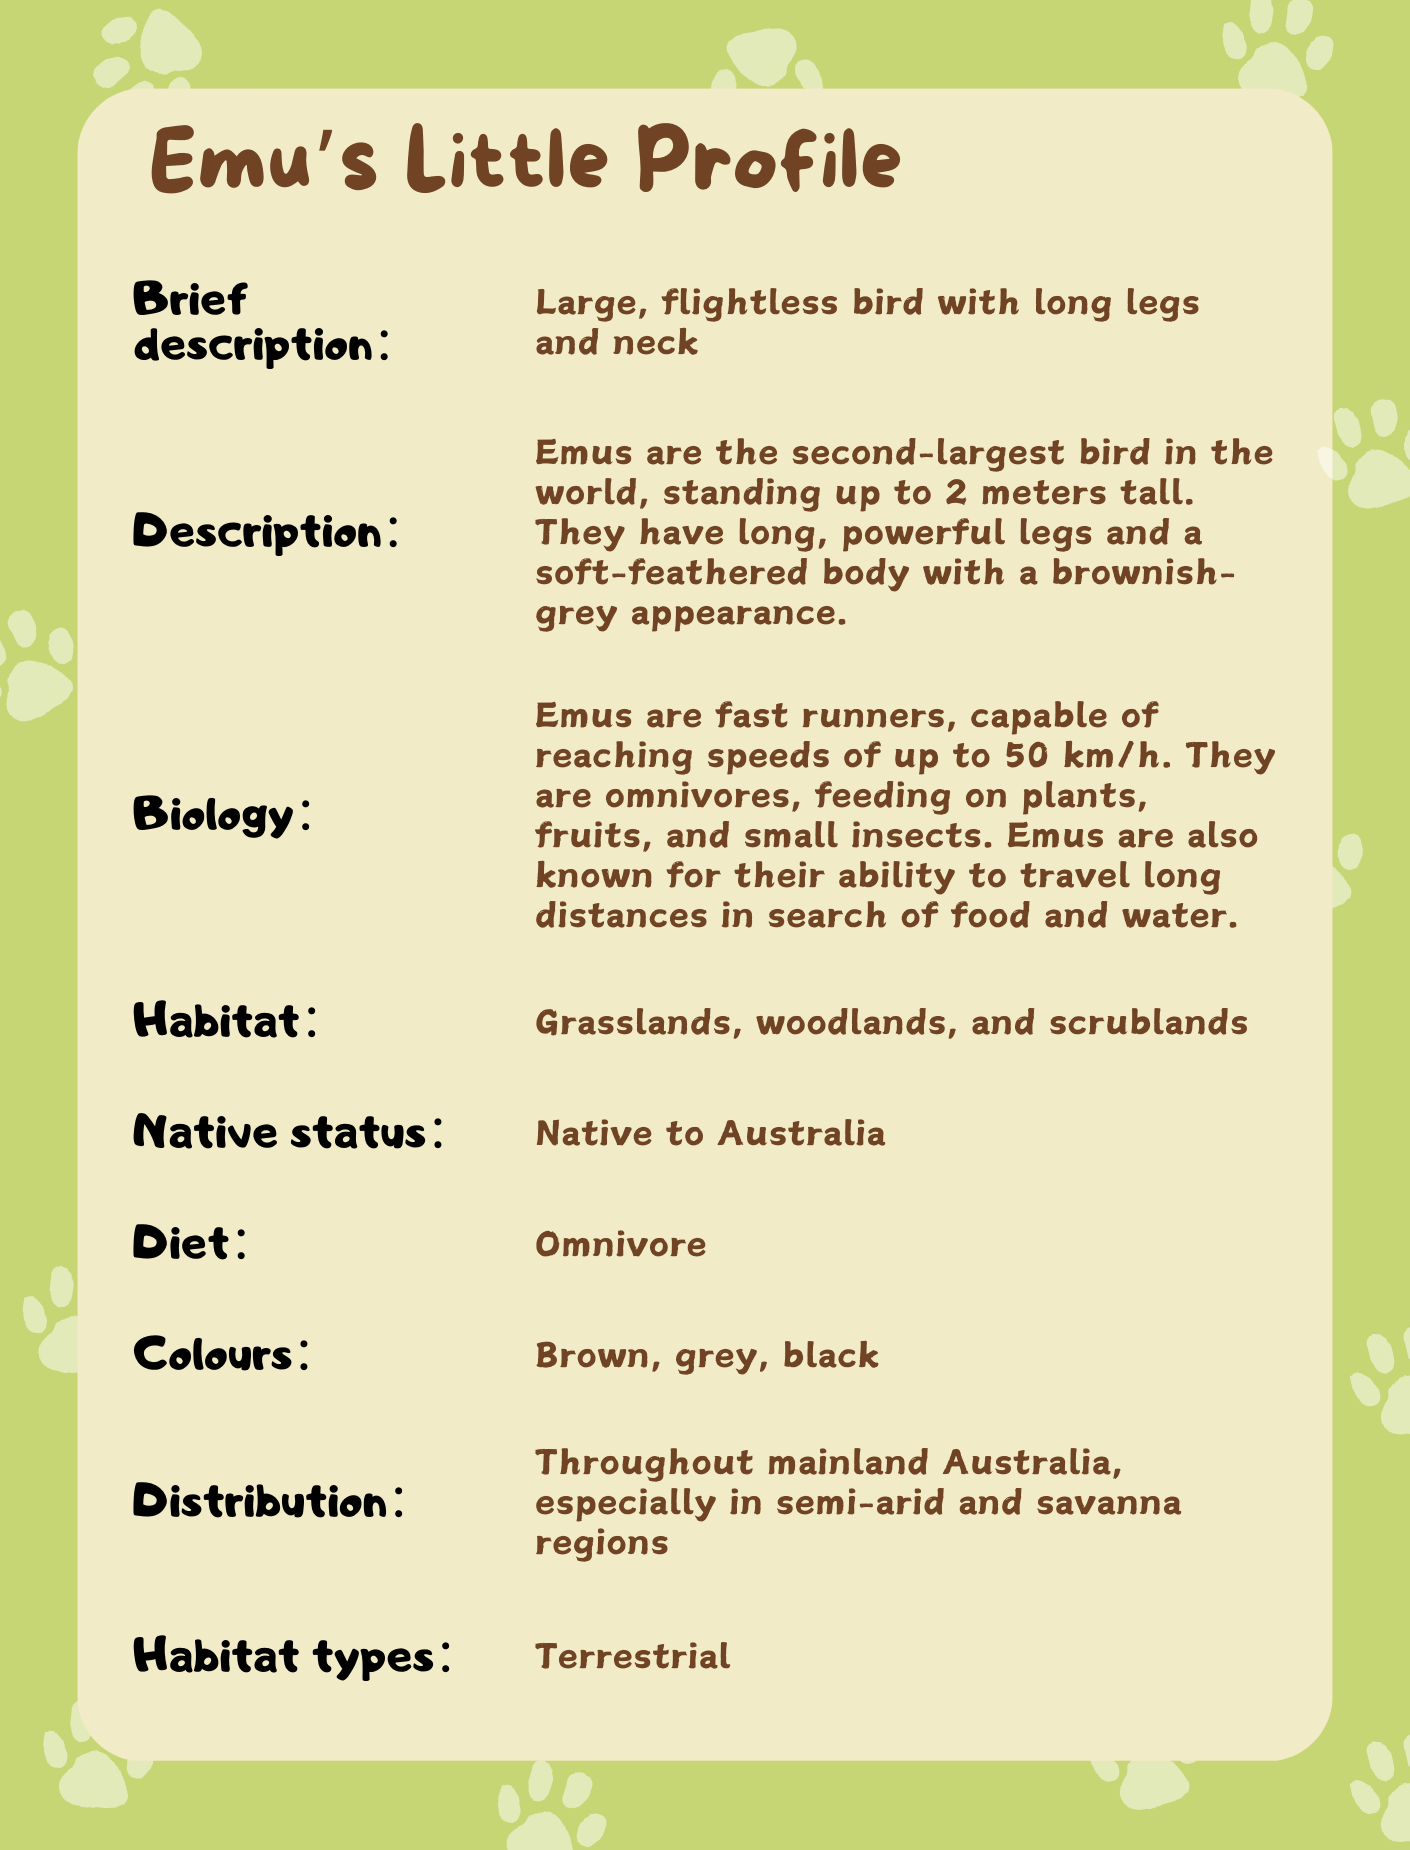 Emu's Little Profile
Brief
description:
Large, flightless bird with long legs
and neck
Description:
Emus are the second-largest bird in the
world, standing up to 2 meters tall.
They have long, powerful legs and a
soft-feathered body with a brownish-
grey appearance.
Biology:
Emus are fast runners, capable of
reaching speeds of up to 50 km/h. They
are omnivores, feeding on plants,
fruits, and small insects. Emus are also
known for their ability to travel long
distances in search of food and water.
Habitat:
Grasslands, woodlands, and scrublands
Native status:
Native to Australia
Diet:
Omnivore
Colours:
Brown, grey, black
Distribution:
Throughout mainland Australia,
especially in semi-arid and savanna
regions
Habitat types:
Terrestrial